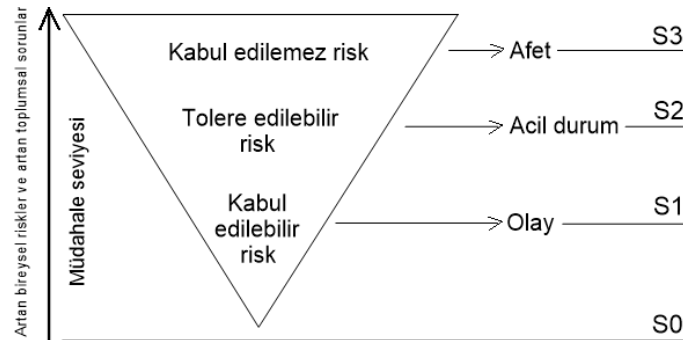 Artan bireysel riskler ve artan toplumsal sorunlar
Müdahale seviyesi
Kabul edilemez risk
Afet
S3
Tolere edilebilir
risk
Acil durum
S2
Kabul
edilebilir
risk
Olay
S1
S0